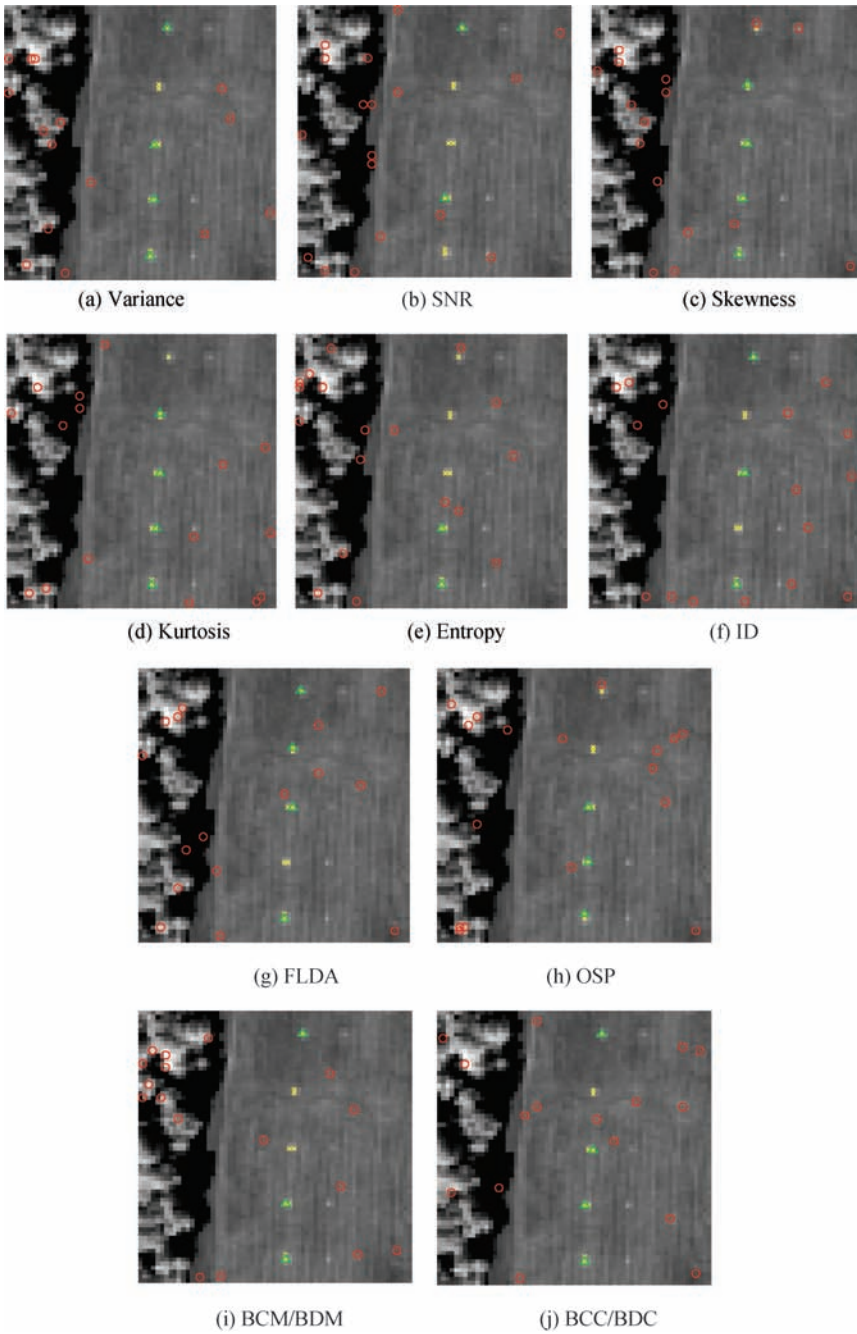 (a) Variance
(b) SNR
(c) Skewness
(d) Kurtosis
(e) Entropy
(f) ID
(g) FLDA
(h) OSP
(i) BCM/BDM
(j) BCC/BDC